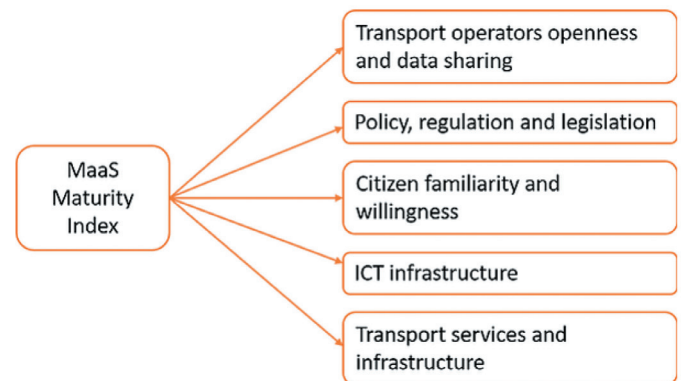 MaaS
Maturity
Index
Transport operators openness
and data sharing
Policy, regulation and legislation
Citizen familiarity and
willingness
ICT infrastructure
Transport services and
infrastructure